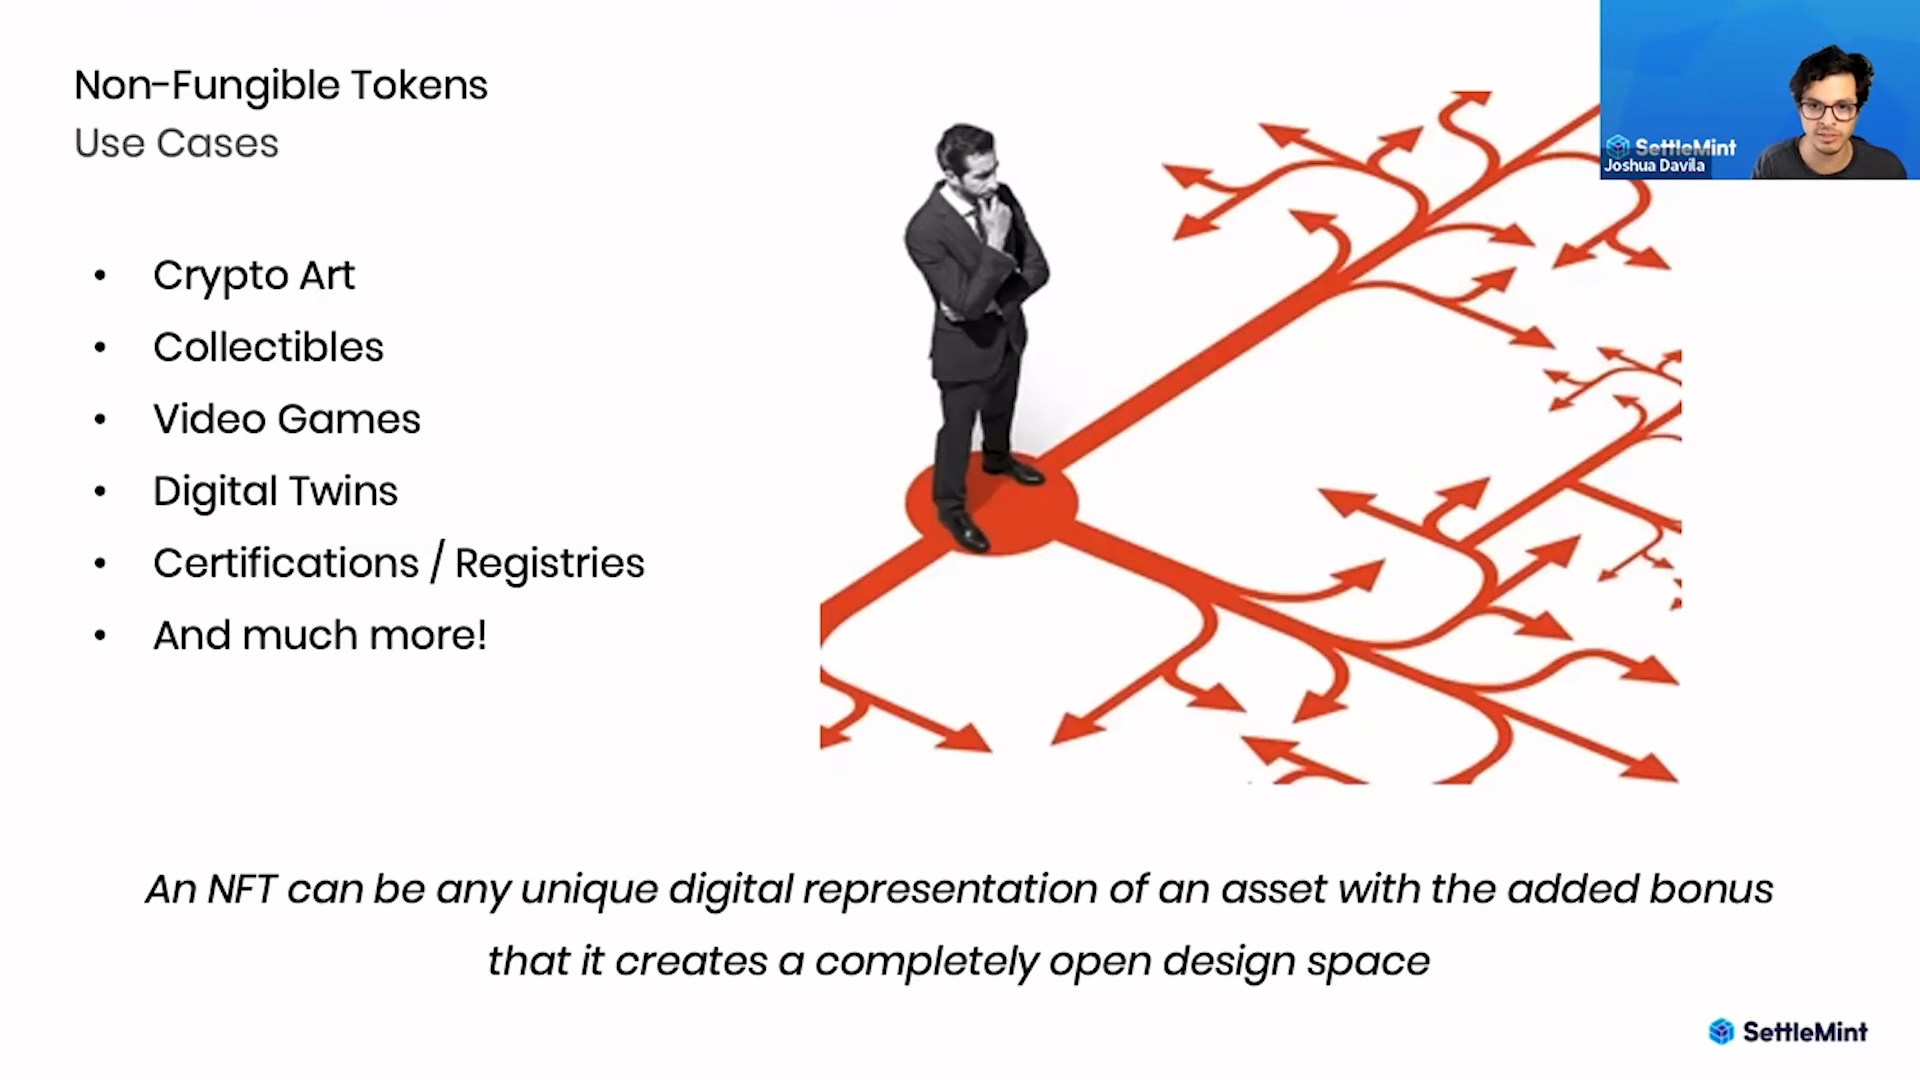 Non-Fungible Tokens
Use Cases
• Crypto Art
• Collectibles
• Video Games
• Digital Twins
• Certifications / Registries
• And much more!
An NFT can be any unique digital representation of an asset with the added bonus
that it creates a completely open design space
SettleMint
Joshua Davila
SettleMint